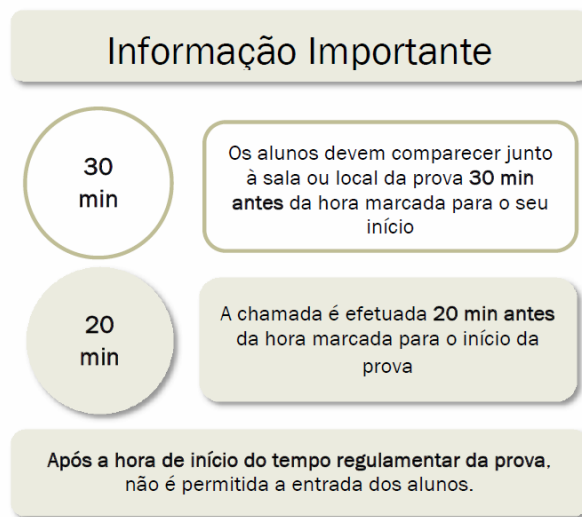 Informação Importante
30
min
Os alunos devem comparecer junto
à sala ou local da prova 30 min
antes da hora marcada para o seu
início
20
min
A chamada é efetuada 20 min antes
da hora marcada para o início da
prova
Após a hora de início do tempo regulamentar da prova,
não é permitida a entrada dos alunos.